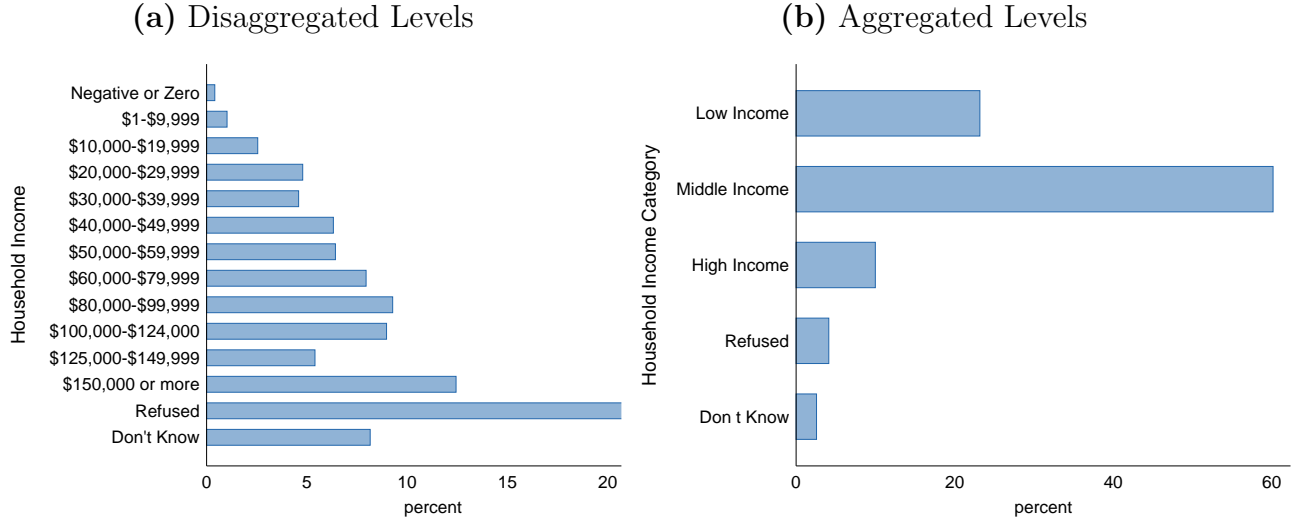 (a) Disaggregated Levels
Household Income
Negative or Zero
$1-$9,999
$10,000-$19,999
$20,000-$29,999
$30,000-$39,999
$40,000-$49,999
$50,000-$59,999
$60,000-$79,999
$80,000-$99,999
$100,000-$124,000
$125,000-$149,999
$150,000 or more
Refused
Don't Know
0 5 10 15 20
percent
(b) Aggregated Levels
Household Income Category
Low Income
Middle Income
High Income
Refused
Don t Know
0 20 40 60
percent